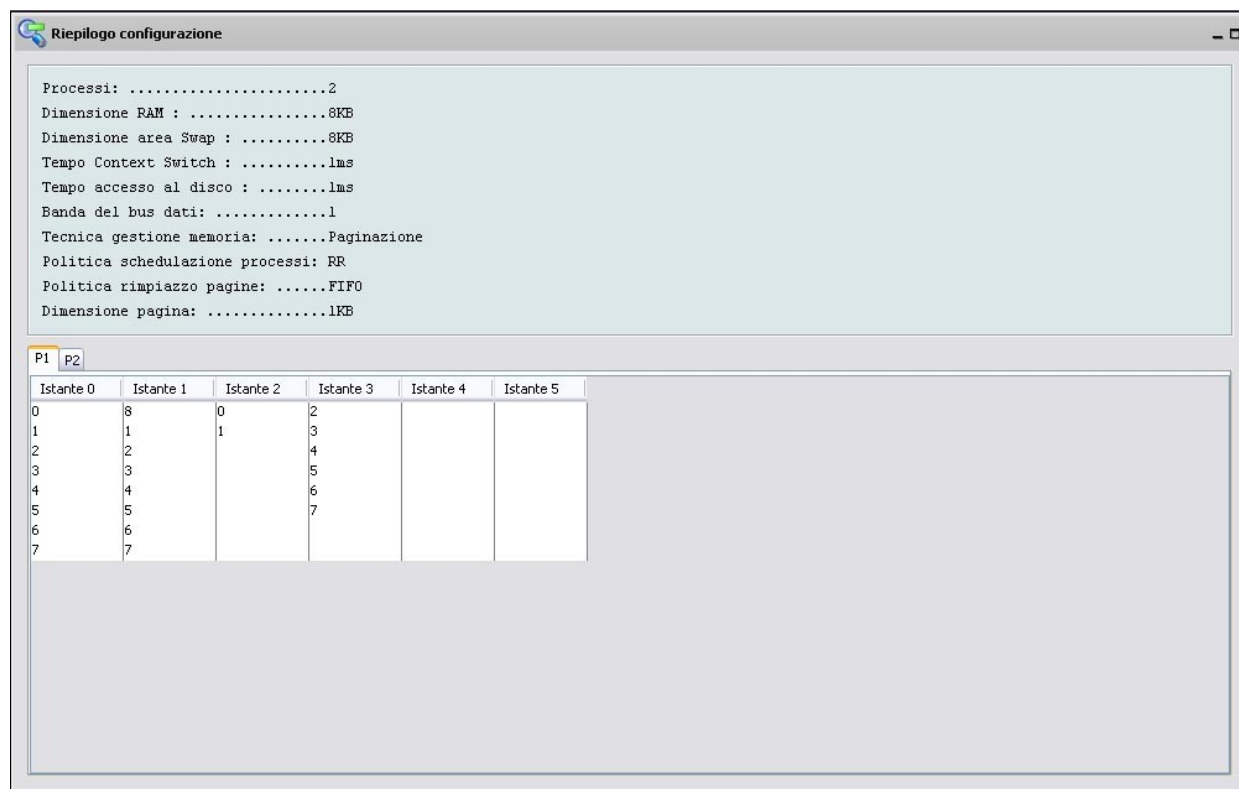 Riepilogo configurazione
Processi: .......................2
Dimensione RAM : ................8KB
Dimensione area Swap : ..........8KB
Tempo Context Switch : ..........1ms
Tempo accesso al disco : ........1ms
Banda del bus dati: .............1
Tecnica gestione memoria: .......Paginazione
Politica schedulazione processi: RR
Politica rimpiazzo pagine: ......FIFO
Dimensione pagina: ..............1KB
P1 P2
Istante 0 Istante 1 Istante 2 Istante 3 Istante 4 Istante 5
0 8 0 2
1 1 1 3
2 2 4
3 3 5
4 4 6
5 5 7
6 6
7 7